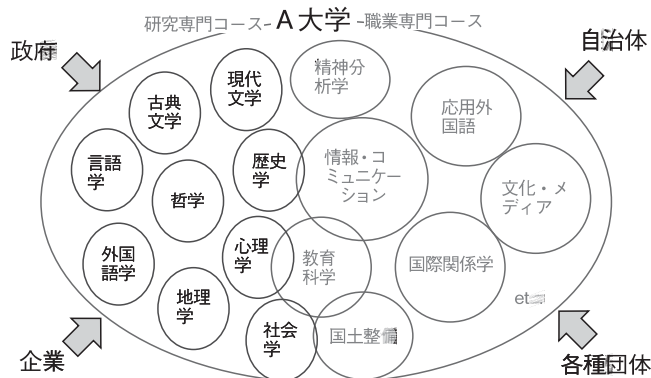 研究専門コース-A大学-職業専門コース
政府
自治体
現代
文学
精神分
析学
古典
文学
応用外
国語
言語
学
歴史
学
情報・コ
ミュニケー
ション
哲学
文化・メ
ディア
外国
語学
心理
学
教育
科学
国際関係学
地理
学
社会
学
国土整備
企業
各種団体